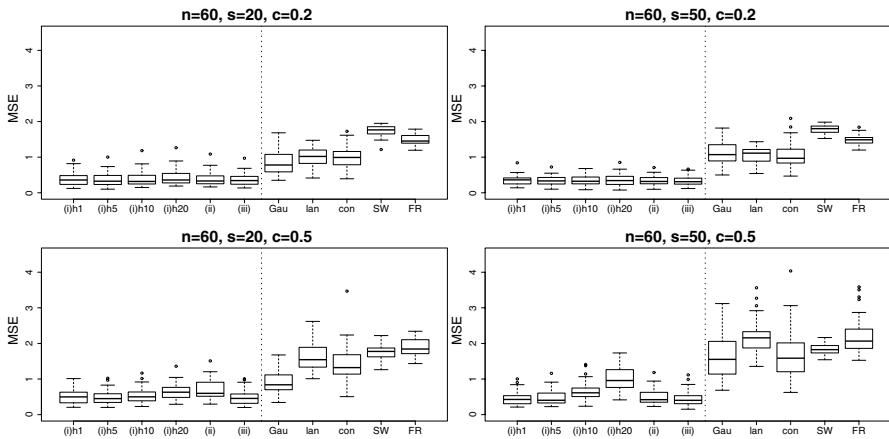 n=60, s=20, c=0.2
MSE
0 1 2 3 4
(i)h1 (i)h5 (i)h10 (i)h20 (ii) (iii) Gau lan con SW FR
n=60, s=50, c=0.2
MSE
0 1 2 3 4
(i)h1 (i)h5 (i)h10 (i)h20 (ii) (iii) Gau lan con SW FR
n=60, s=20, c=0.5
MSE
0 1 2 3 4
(i)h1 (i)h5 (i)h10 (i)h20 (ii) (iii) Gau lan con SW FR
n=60, s=50, c=0.5
MSE
0 1 2 3 4
(i)h1 (i)h5 (i)h10 (i)h20 (ii) (iii) Gau lan con SW FR